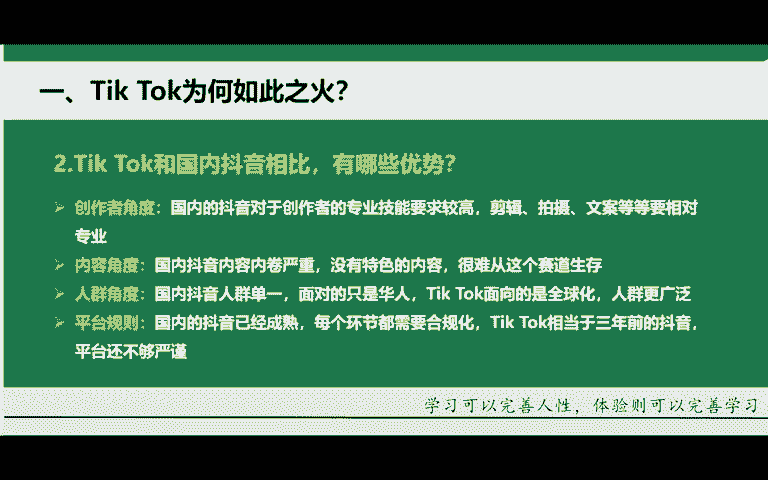 一、Tik Tok为何如此之火？
2.Tik Tok和国内抖音相比，有哪些优势？
➢ 创作者角度：国内的抖音对于创作者的专业技能要求较高，剪辑、拍摄、文案等等要相对
专业
➢ 内容角度：国内抖音内容内卷严重，没有特色的内容，很难从这个赛道生存
➢ 人群角度：国内抖音人群单一，面对的只是华人，Tik Tok面向的是全球化，人群更广泛
➢ 平台规则：国内的抖音已经成熟，每个环节都需要合规化，Tik Tok相当于三年前的抖音，
平台还不够严谨
学习可以完善人性，体验则可以完善学习